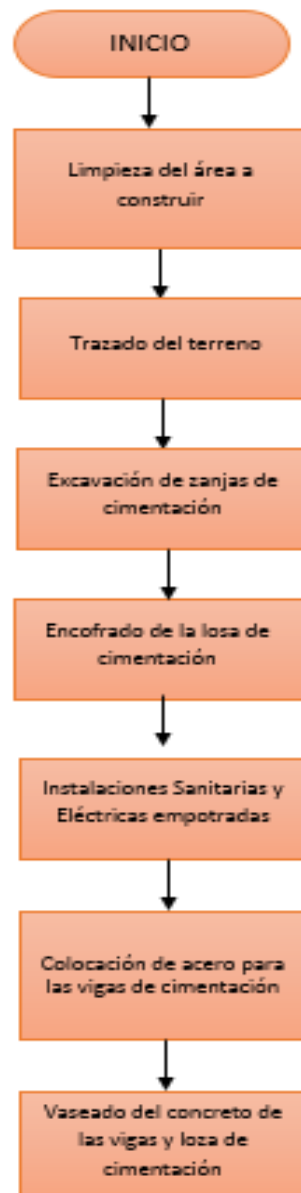 INICIO
Limpieza del área a
construir
Trazado del terreno
Excavación de zanjas de
cimentación
Encofrado de la losa de
cimentación
Instalaciones Sanitarias y
Eléctricas empotradas
Colocación de acero para
las vigas de cimentación
Vaseado del concreto de
las vigas y loza de
cimentación